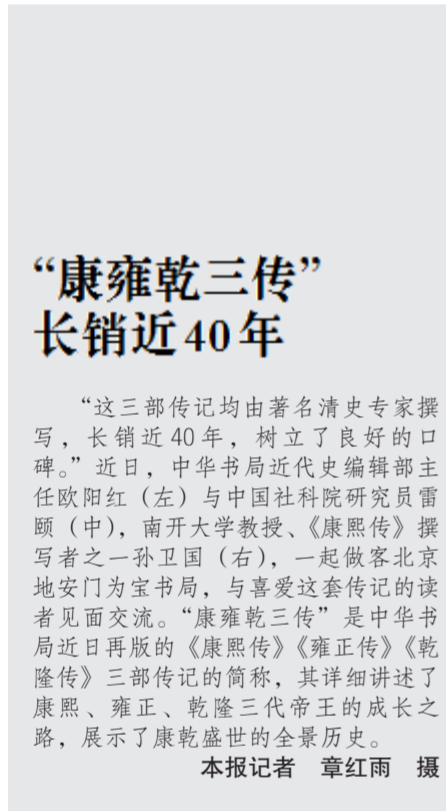 “康雍乾三传”
长销近40年
“这三部传记均由著名清史专家撰
写，长销近40年，树立了良好的口
碑。”近日，中华书局近代史编辑部主
任欧阳红（左）与中国社科院研究员雷
颐（中），南开大学教授、《康熙传》撰
写者之一孙卫国（右），一起做客北京
地安门为宝书局，与喜爱这套传记的读
者见面交流。“康雍乾三传”是中华书
局近日再版的《康熙传》《雍正传》《乾
隆传》三部传记的简称，其详细讲述了
康熙、雍正、乾隆三代帝王的成长之
路，展示了康乾盛世的全景历史。
本报记者　章红雨　摄